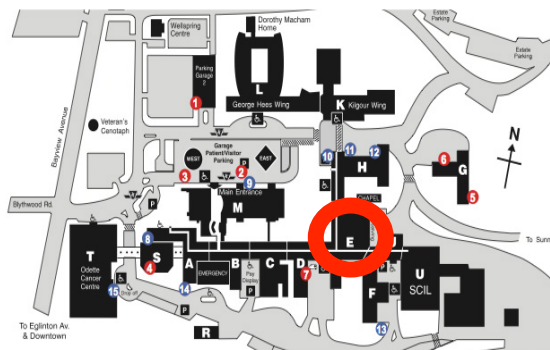 Wellspring
Centre
Dorothy Macham
Home
Estate
Parking
Estate
Parking
Parking
Garage
2
L
George Hees Wing
K Kilgour Wing
1
Bayview Avenue
Veteran's
Cenotaph
Garage
Patient/Visitor
Parking
WEST
EAST
P
3
2
9
10
11
12
H
6
G
5
N
Main Entrance
M
CHAPEL
Blythwood Rd.
P
8
T
Odette
Cancer
Centre
S
4
A
EMERGENCY
B
Pay
Display
P
C
D
7
E
F
P
U
SCIL
To Sunn
15
Drop off
14
P
R
13
To Eglinton Av.
& Downtown